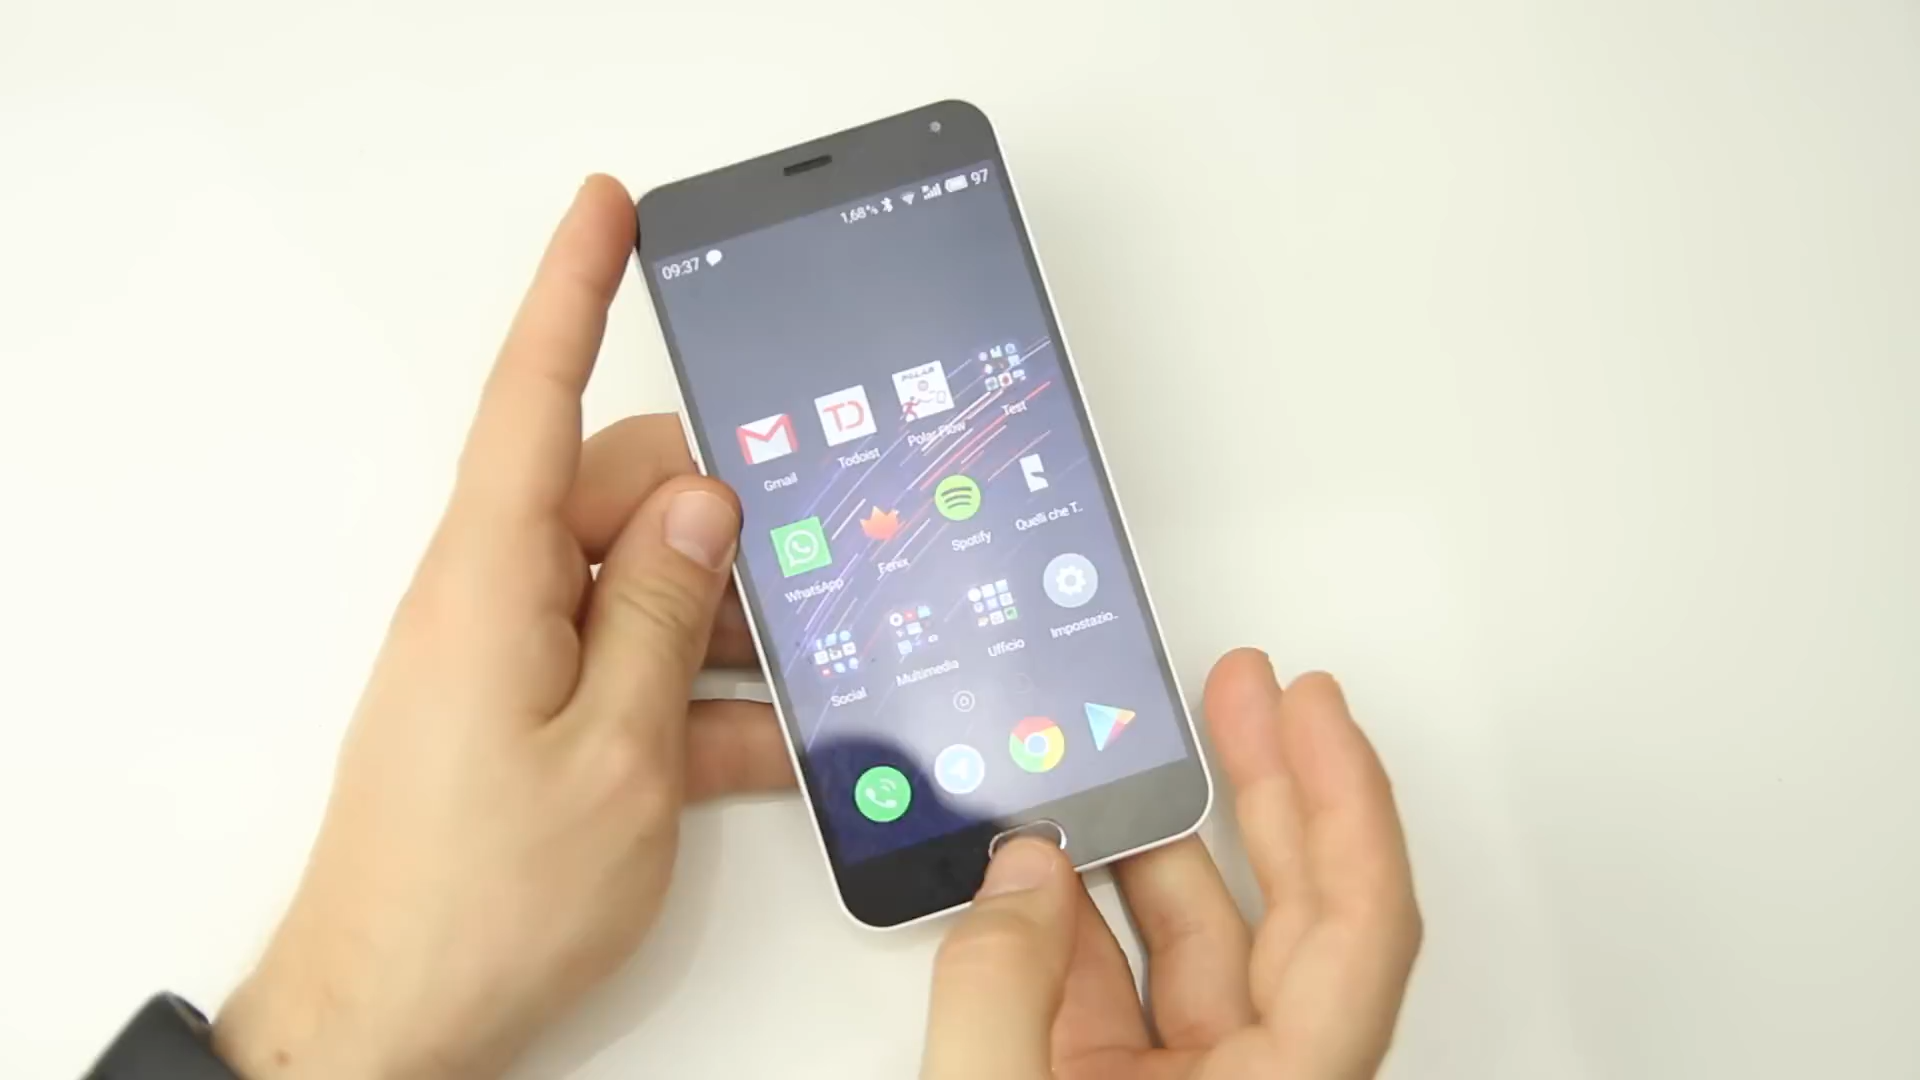 1,68% 97
09:37
POLAR
Gmail
TD
Todoist
Polar Flow
Test
WhatsApp
Fenix
Spotify
Quelli che T..
Social
Multimedia
Ufficio
Impostazio..